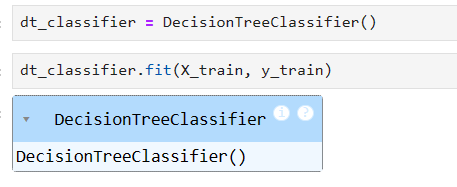 dt_classifier = DecisionTreeClassifier()
dt_classifier.fit(X_train, y_train)
▾ DecisionTreeClassifier i ?
DecisionTreeClassifier()